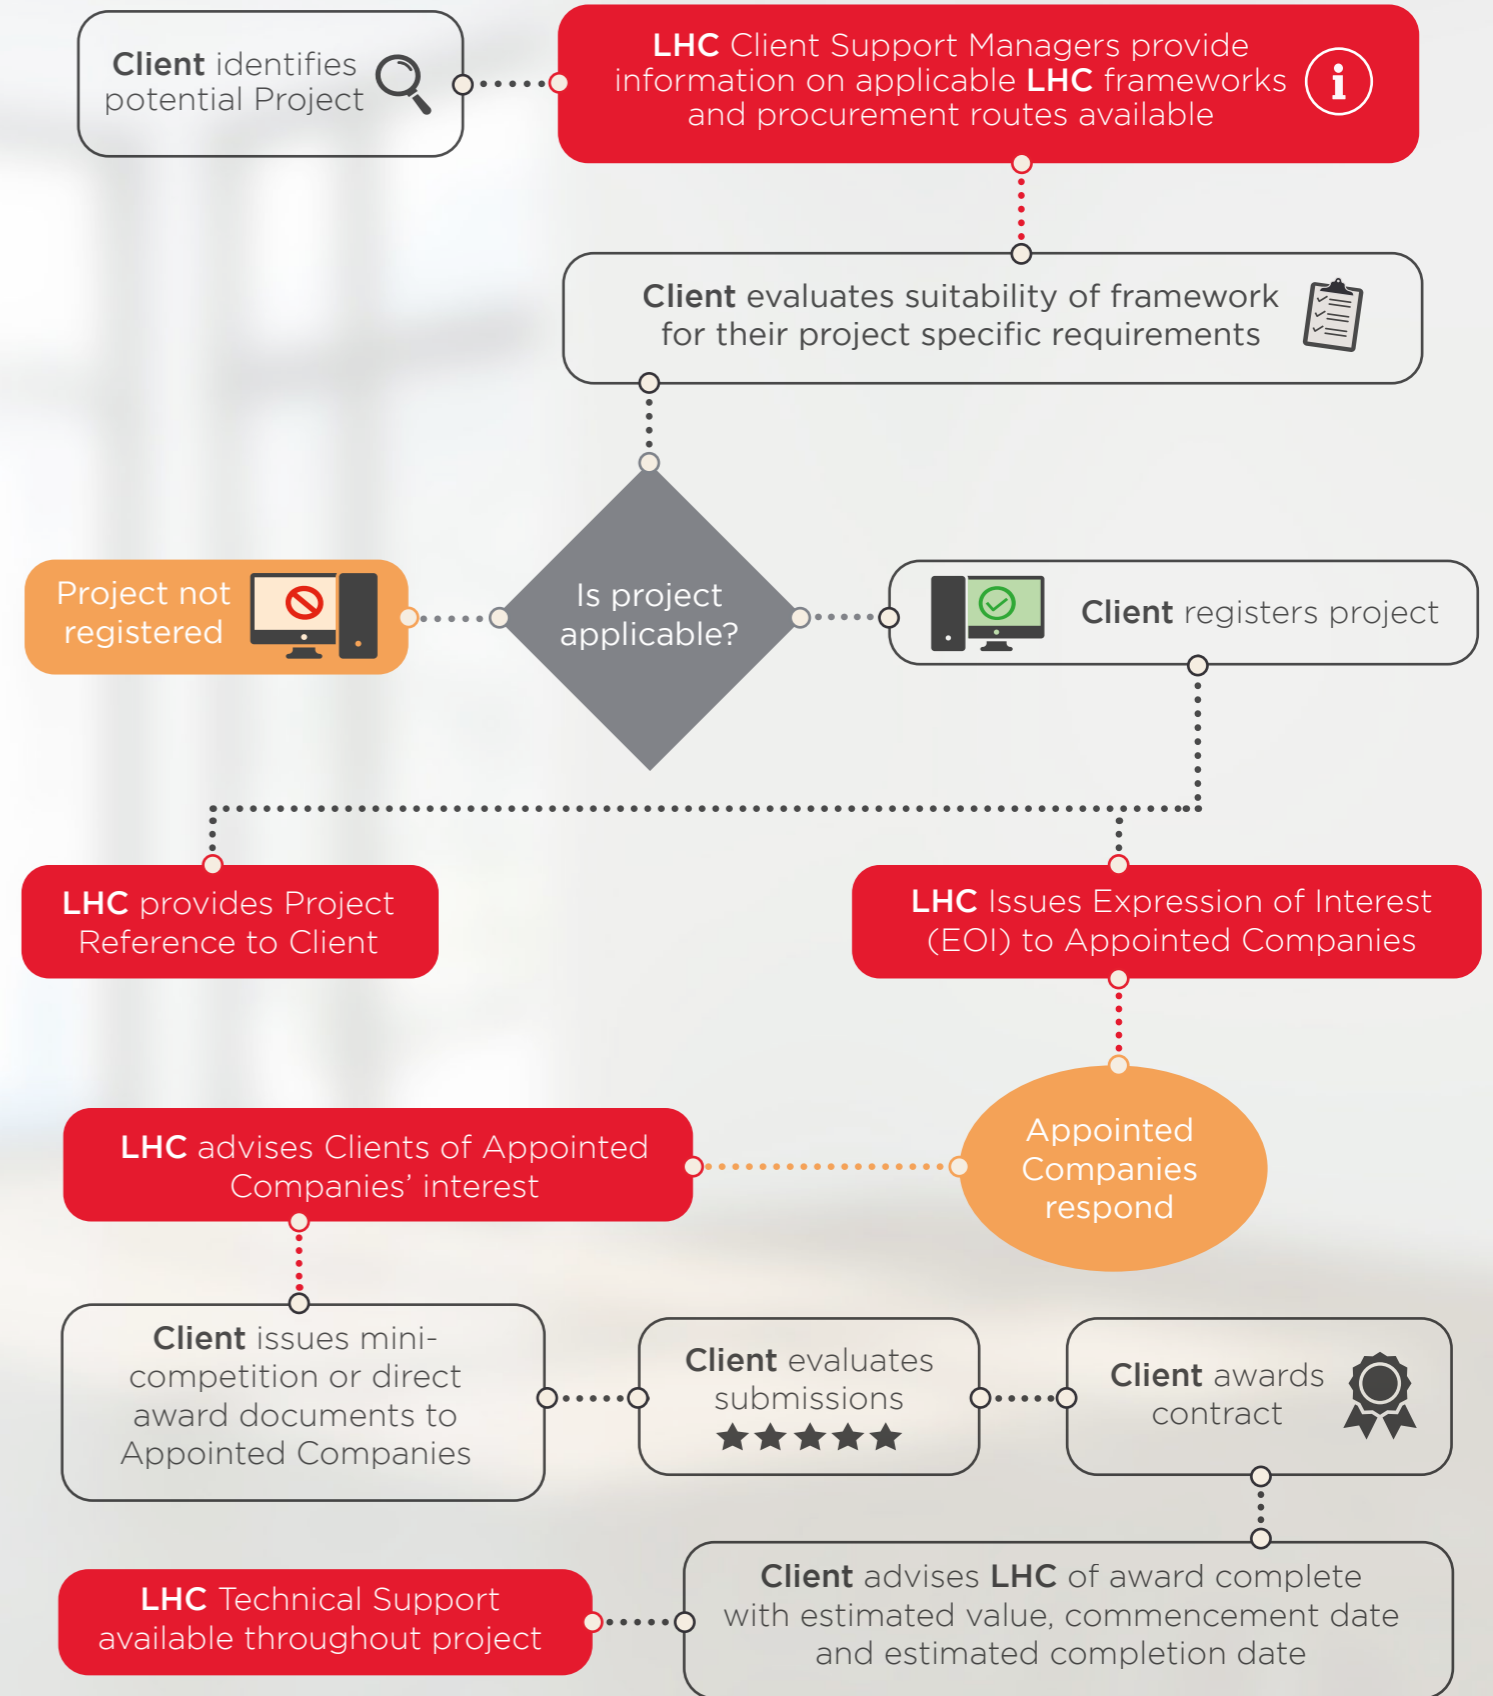 Client identifies
potential Project
LHC Client Support Managers provide
information on applicable LHC frameworks
and procurement routes available
i
Client evaluates suitability of framework
for their project specific requirements
Project not
registered
Is project
applicable?
Client registers project
LHC provides Project
Reference to Client
LHC Issues Expression of Interest
(EOI) to Appointed Companies
LHC advises Clients of Appointed
Companies’ interest
Appointed
Companies
respond
Client issues mini-
competition or direct
award documents to
Appointed Companies
Client evaluates
submissions
Client awards
contract
LHC Technical Support
available throughout project
Client advises LHC of award complete
with estimated value, commencement date
and estimated completion date